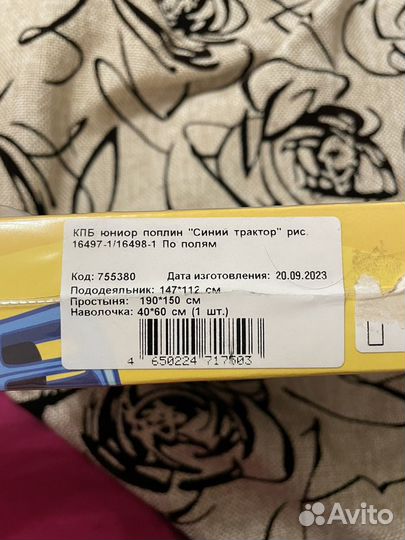 КПБ юниор поплин "Синий трактор" рис.
16497-1/16498-1 По полям
Код: 755380 Дата изготовления: 20.09.2023
Пододеяльник: 147*112 см
Простыня: 190*150 см
Наволочка: 40*60 см (1 шт.)
4 650224 717503
Avito